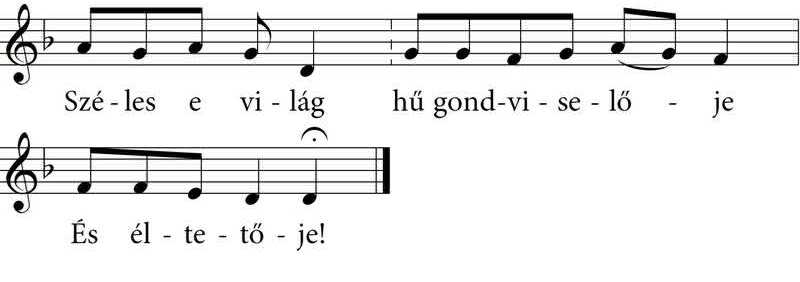 Szé - les e vi - lág hű gond-vi - se - lő - je
És él - te - tő - je!